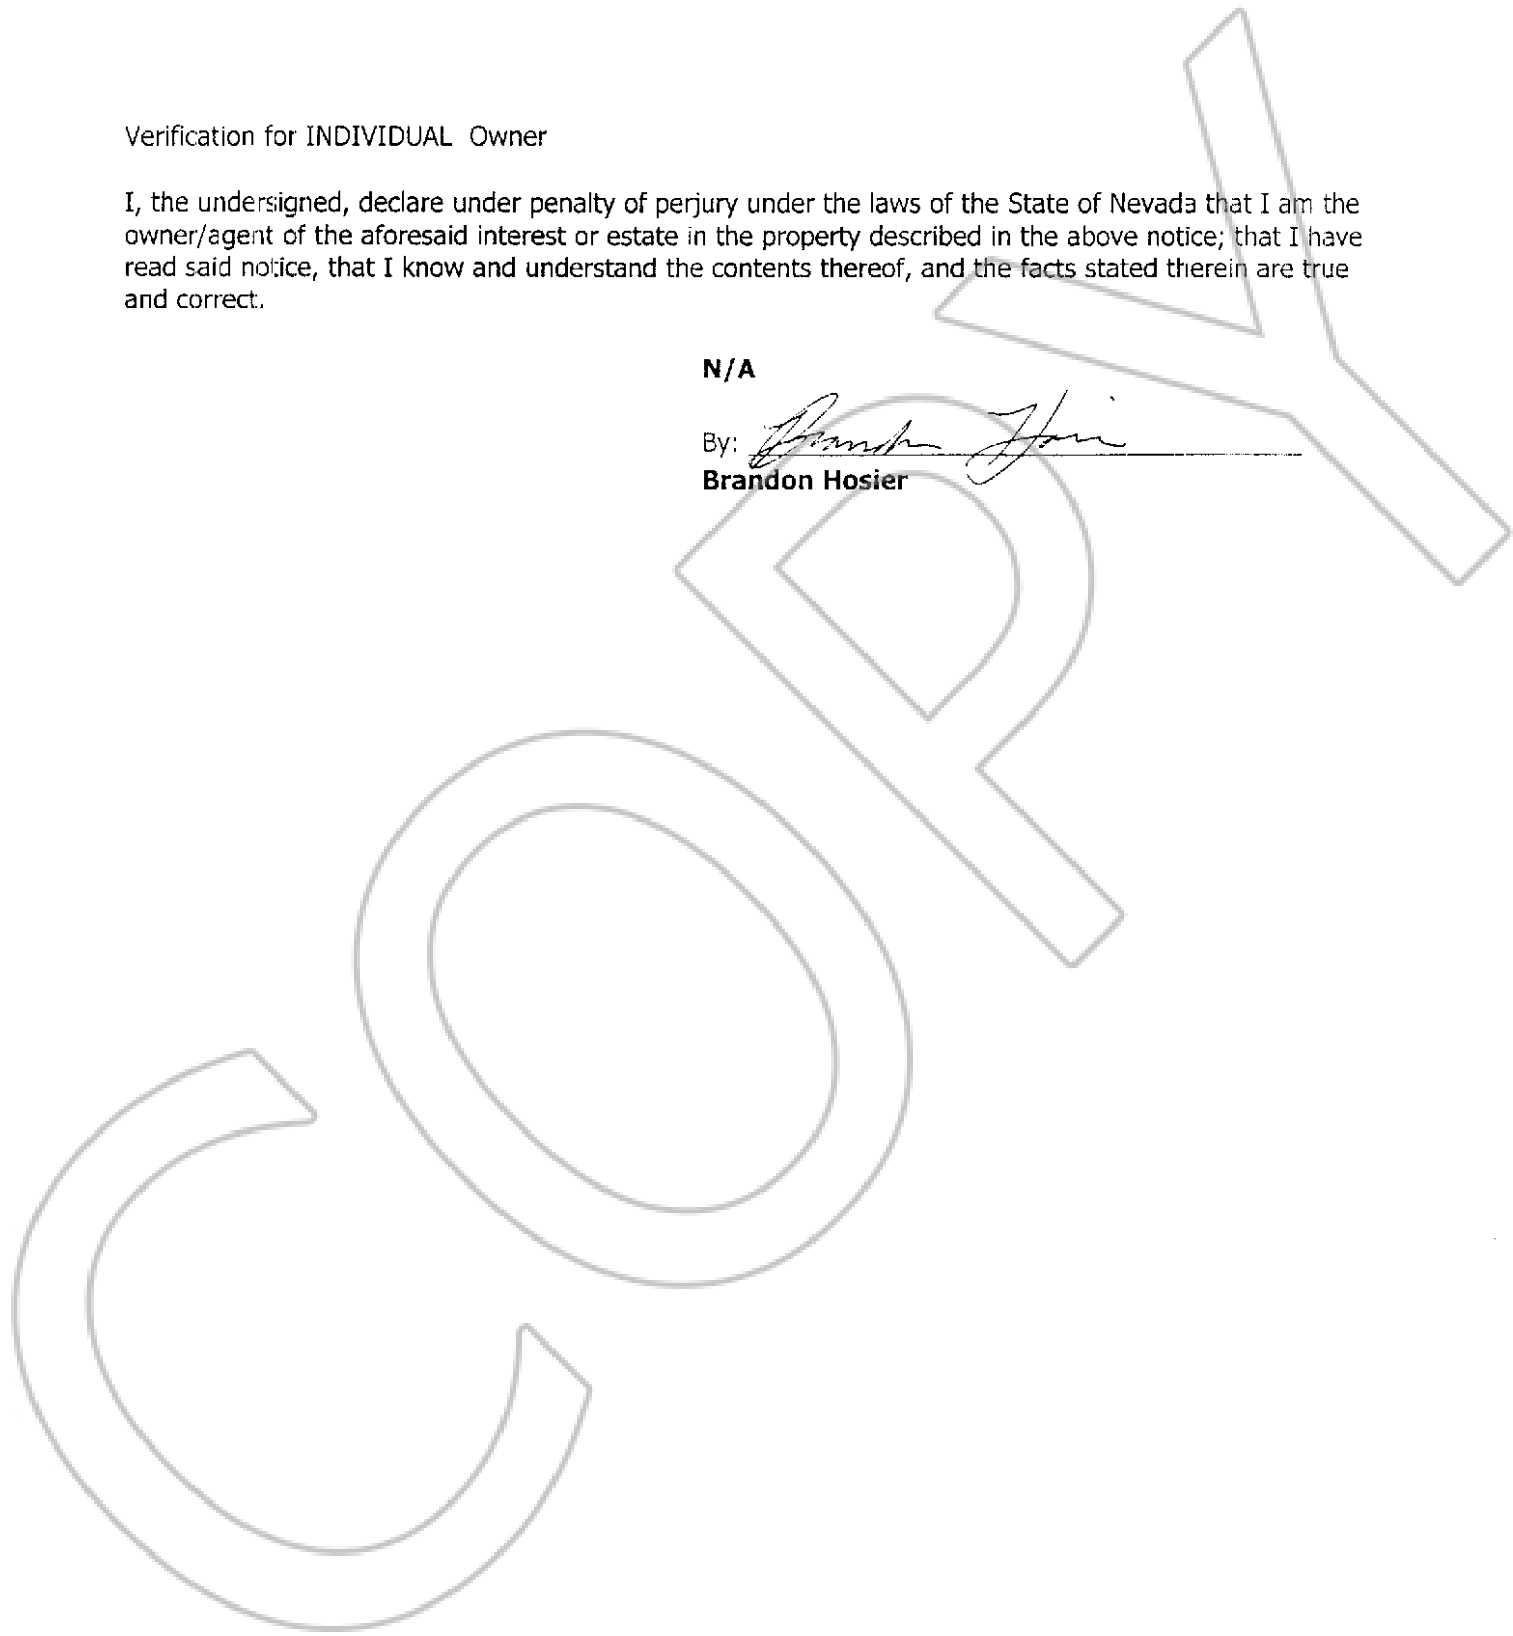 Verification for INDIVIDUAL Owner
I, the undersigned, declare under penalty of perjury under the laws of the State of Nevada that I am the
owner/agent of the aforesaid interest or estate in the property described in the above notice; that I have
read said notice, that I know and understand the contents thereof, and the facts stated therein are true
and correct.
N/A
By: Brandon Hosier
Brandon Hosier
COPY